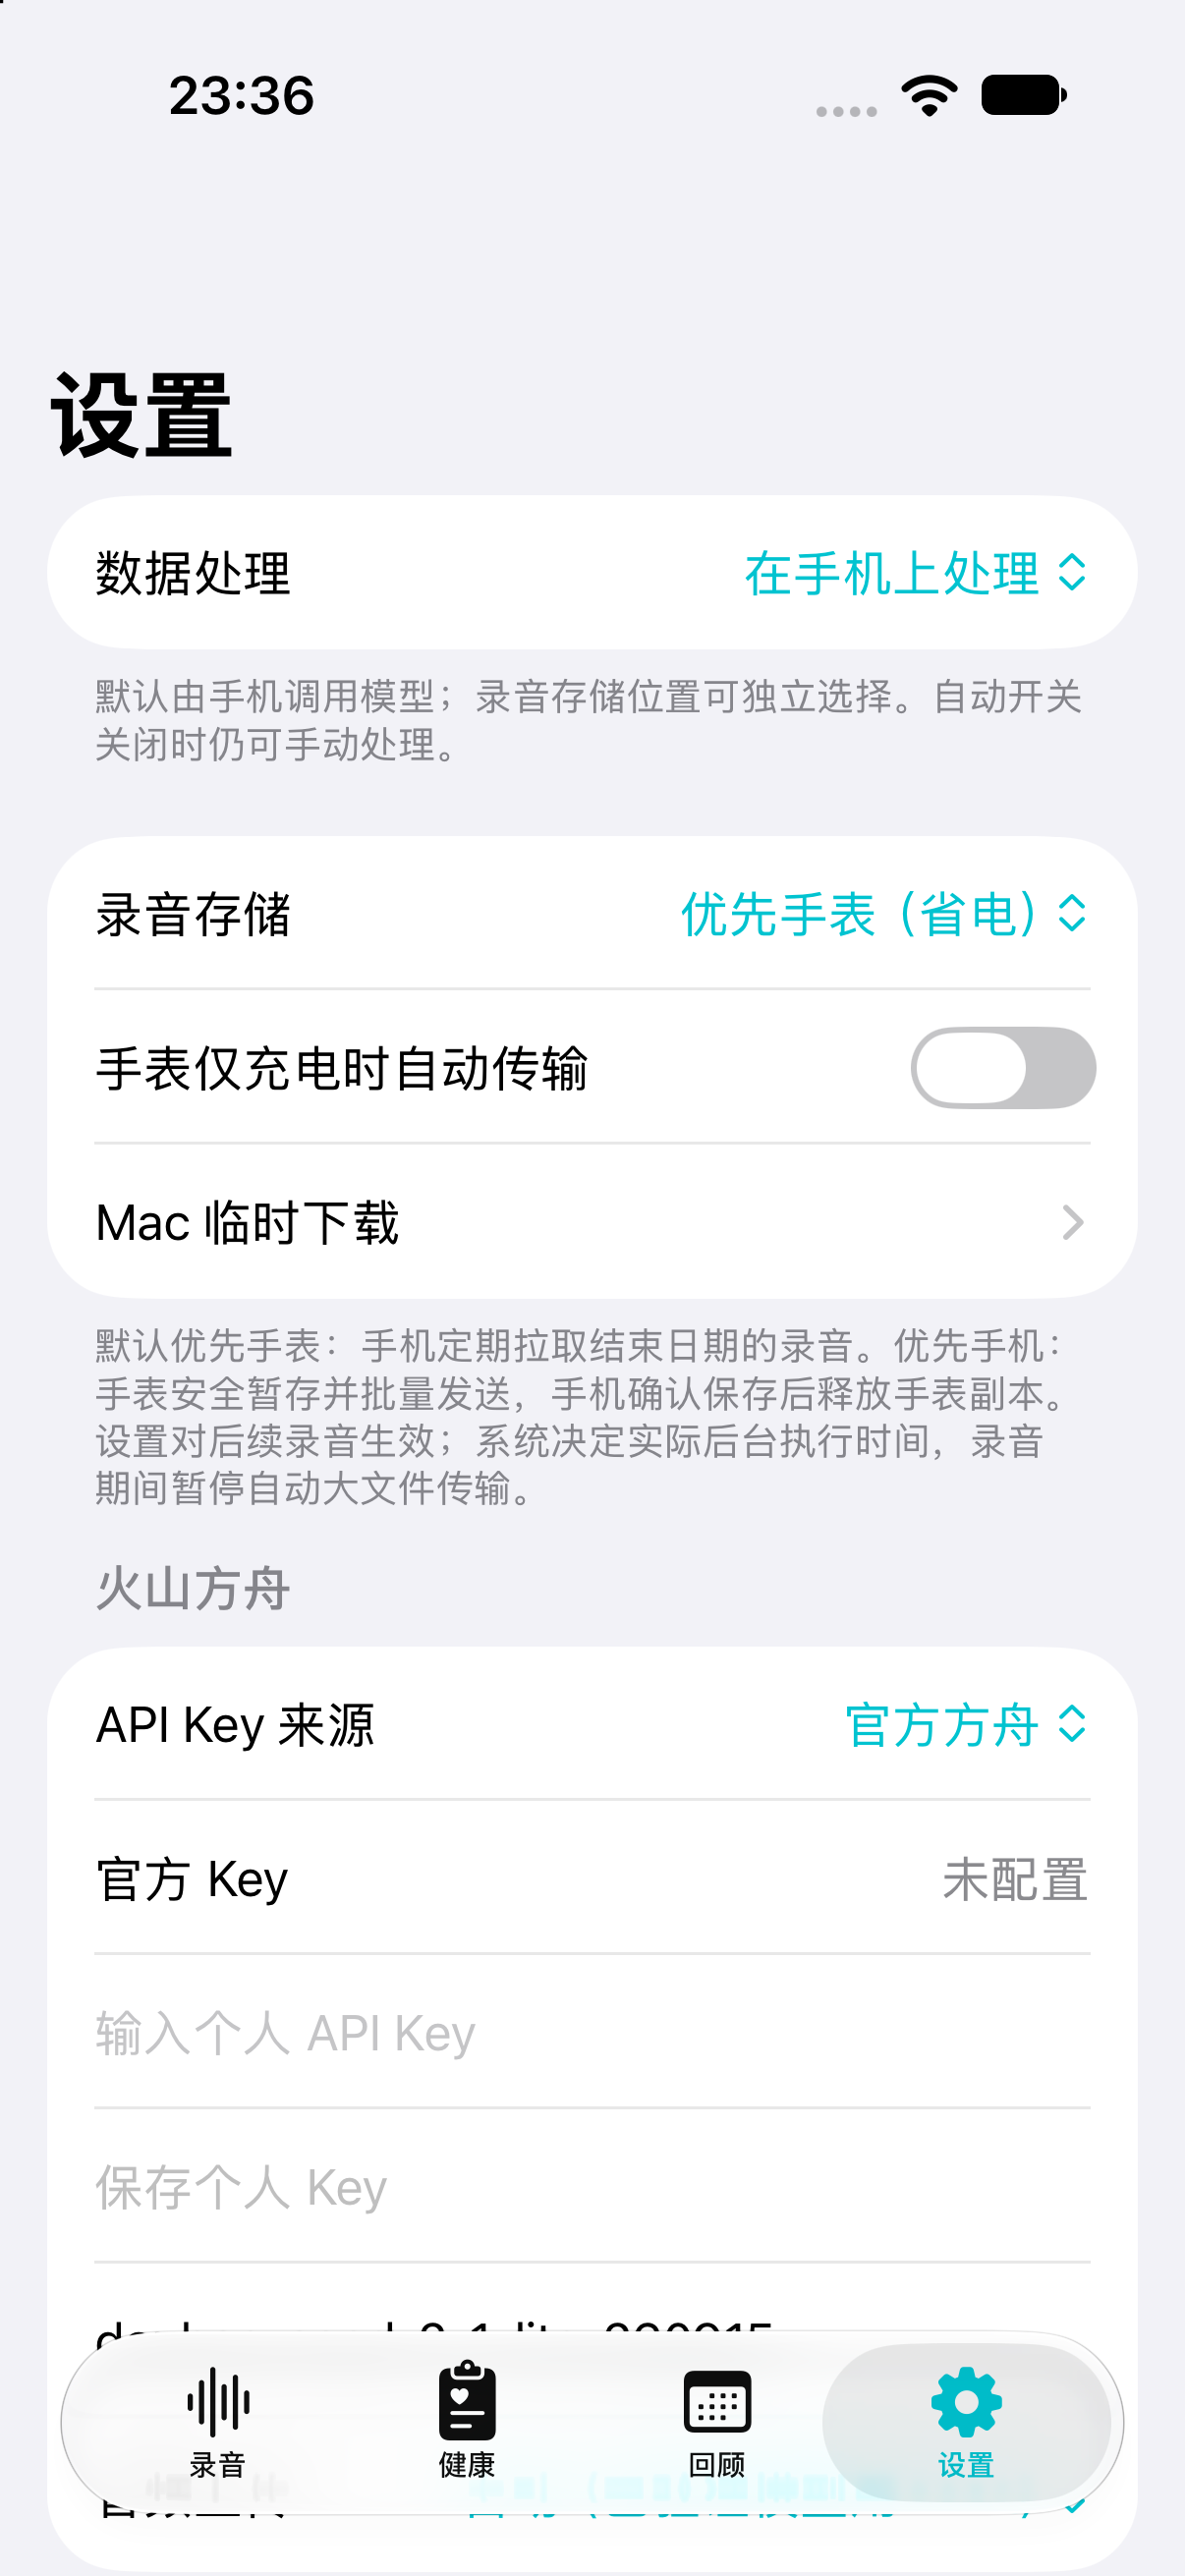 23:36
设置
数据处理
在手机上处理
默认由手机调用模型；录音存储位置可独立选择。自动开关
关闭时仍可手动处理。
录音存储
优先手表（省电）
手表仅充电时自动传输
Mac 临时下载
默认优先手表：手机定期拉取结束日期的录音。优先手机：
手表安全暂存并批量发送，手机确认保存后释放手表副本。
设置对后续录音生效；系统决定实际后台执行时间，录音
期间暂停自动大文件传输。
火山方舟
API Key 来源
官方方舟
官方 Key
未配置
输入个人 API Key
保存个人 Key
录音
健康
回顾
设置